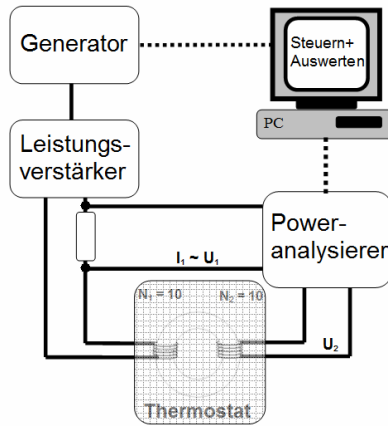 Generator
Steuern+
Auswerten
PC
Leistungs-
verstärker
Power-
analysierer
I₁ ~ U₁
N₁ = 10
N₂ = 10
U₂
Thermostat